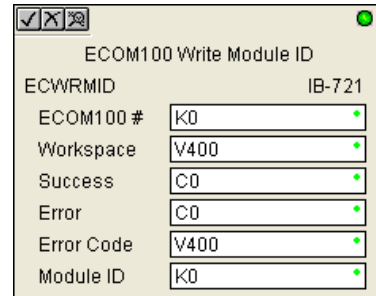 ECOM100 Write Module ID
ECWRMID IB-721
ECOM100 # K0
Workspace V400
Success C0
Error C0
Error Code V400
Module ID K0